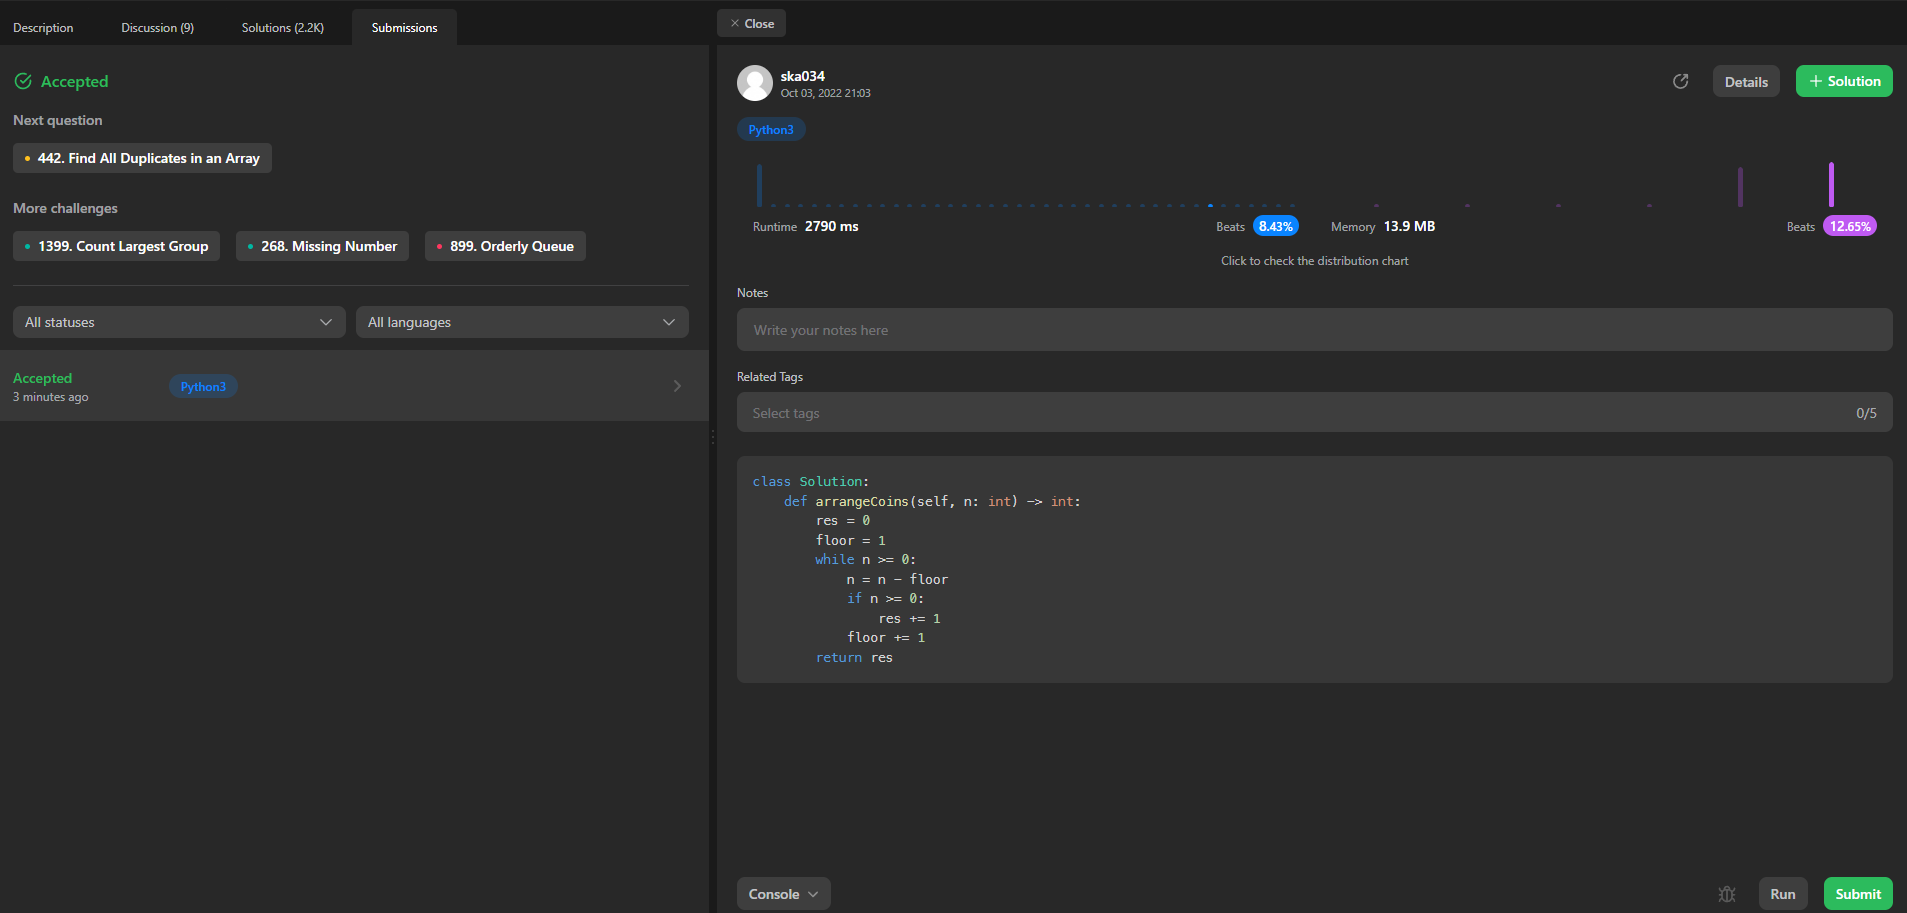 Description
Discussion (9)
Solutions (2.2K)
Submissions
Close
Accepted
Next question
442. Find All Duplicates in an Array
More challenges
1399. Count Largest Group
268. Missing Number
899. Orderly Queue
All statuses
All languages
Accepted
3 minutes ago
Python3
ska034
Oct 03, 2022 21:03
Details
+ Solution
Python3
Runtime 2790 ms
Beats 8.43%
Memory 13.9 MB
Beats 12.65%
Click to check the distribution chart
Notes
Write your notes here
Related Tags
Select tags
0/5
class Solution:
    def arrangeCoins(self, n: int) -> int:
        res = 0
        floor = 1
        while n >= 0:
            n = n - floor
            if n >= 0:
                res += 1
            floor += 1
        return res
Console
Run
Submit